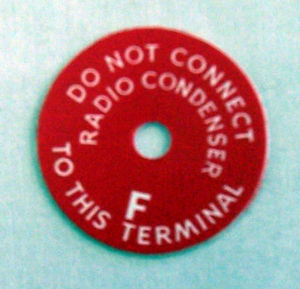 DO NOT CONNECT
RADIO CONDENSER
TO THIS TERMINAL
F